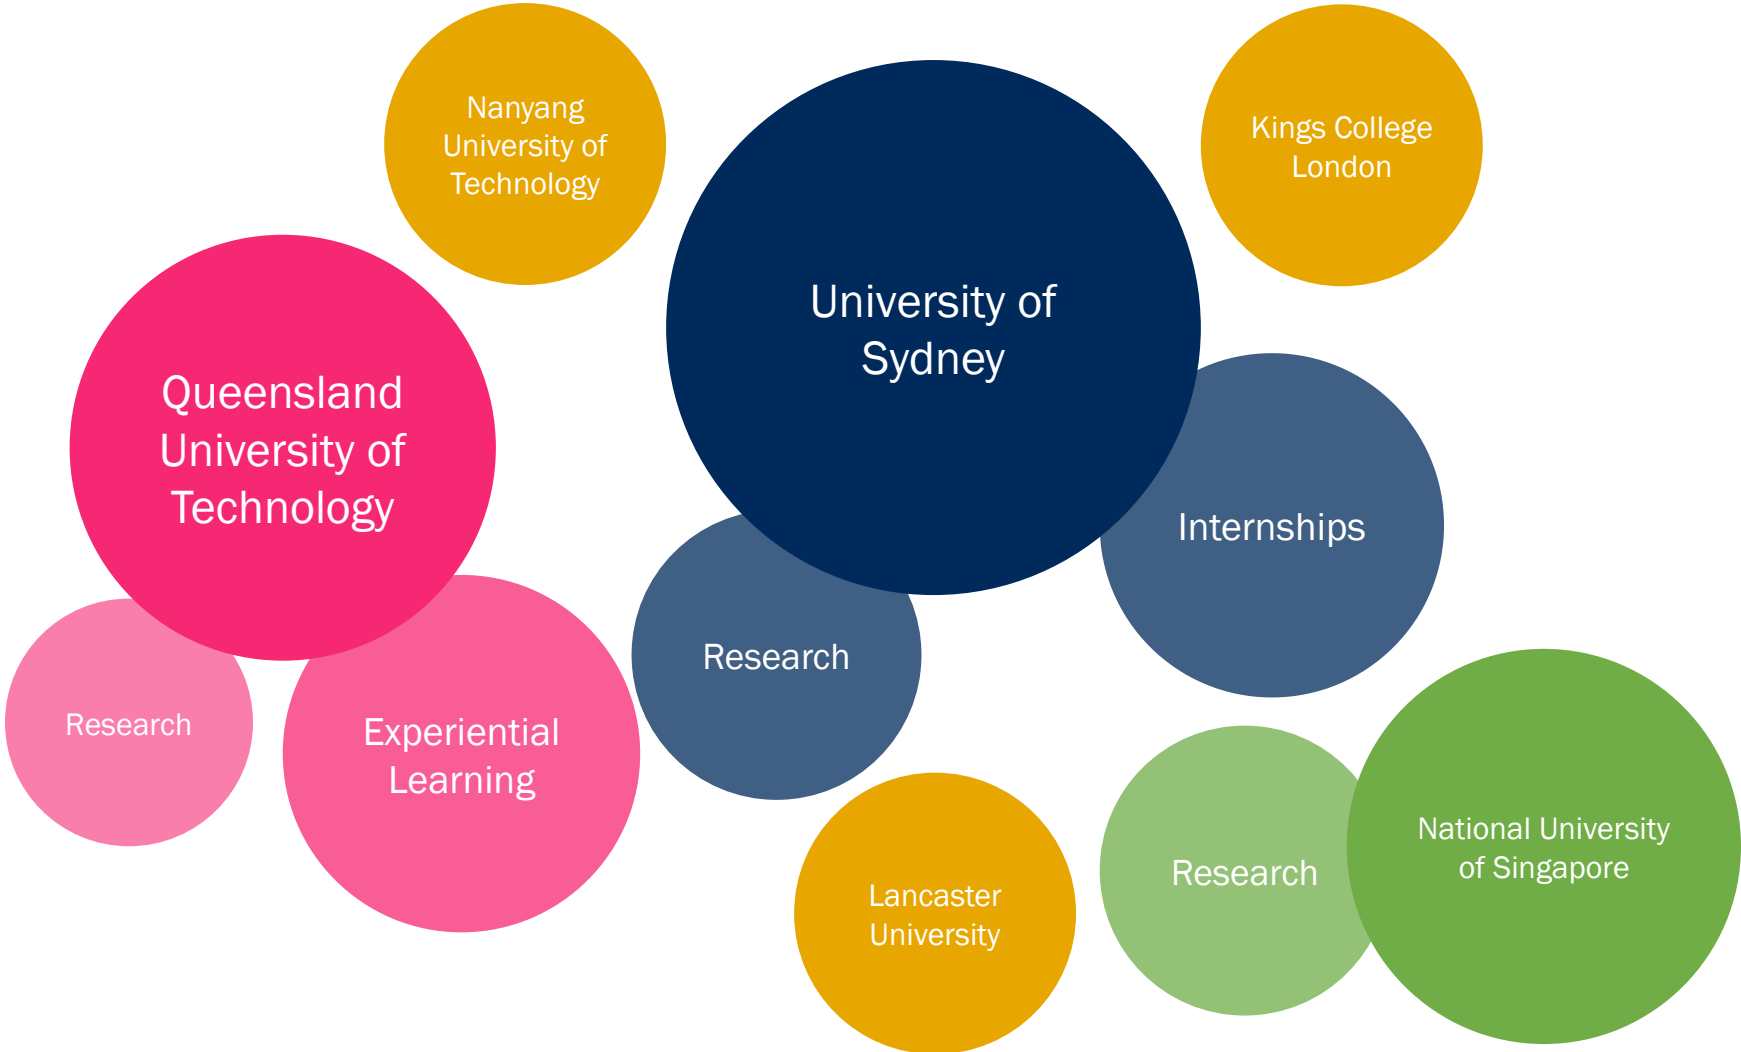 Nanyang
University of
Technology
Kings College
London
University of
Sydney
Queensland
University of
Technology
Internships
Research
Research
Experiential
Learning
National University
of Singapore
Research
Lancaster
University